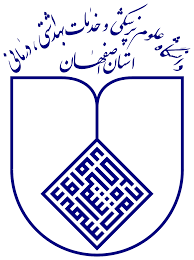 دانشگاه علوم پزشکی و خدمات بهداشتی، درمانی
استان اصفهان